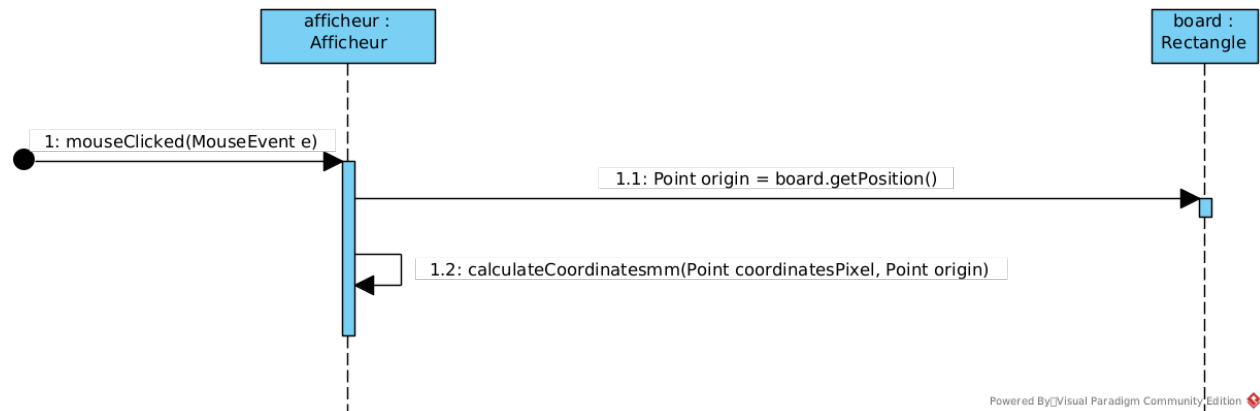 afficheur :
Afficheur
board :
Rectangle
1: mouseClicked(MouseEvent e)
1.1: Point origin = board.getPosition()
1.2: calculateCoordinatesmm(Point coordinatesPixel, Point origin)
Powered By▯Visual Paradigm Community Edition